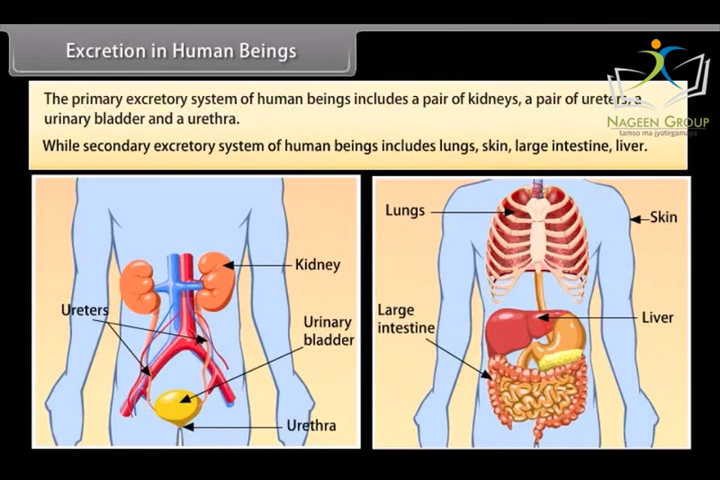 Excretion in Human Beings
The primary excretory system of human beings includes a pair of kidneys, a pair of ureters, a
urinary bladder and a urethra.
While secondary excretory system of human beings includes lungs, skin, large intestine, liver.
NAGEEN GROUP
tamso ma jyotirgamaya
Kidney
Ureters
Urinary
bladder
Urethra
Lungs
Skin
Large
intestine
Liver